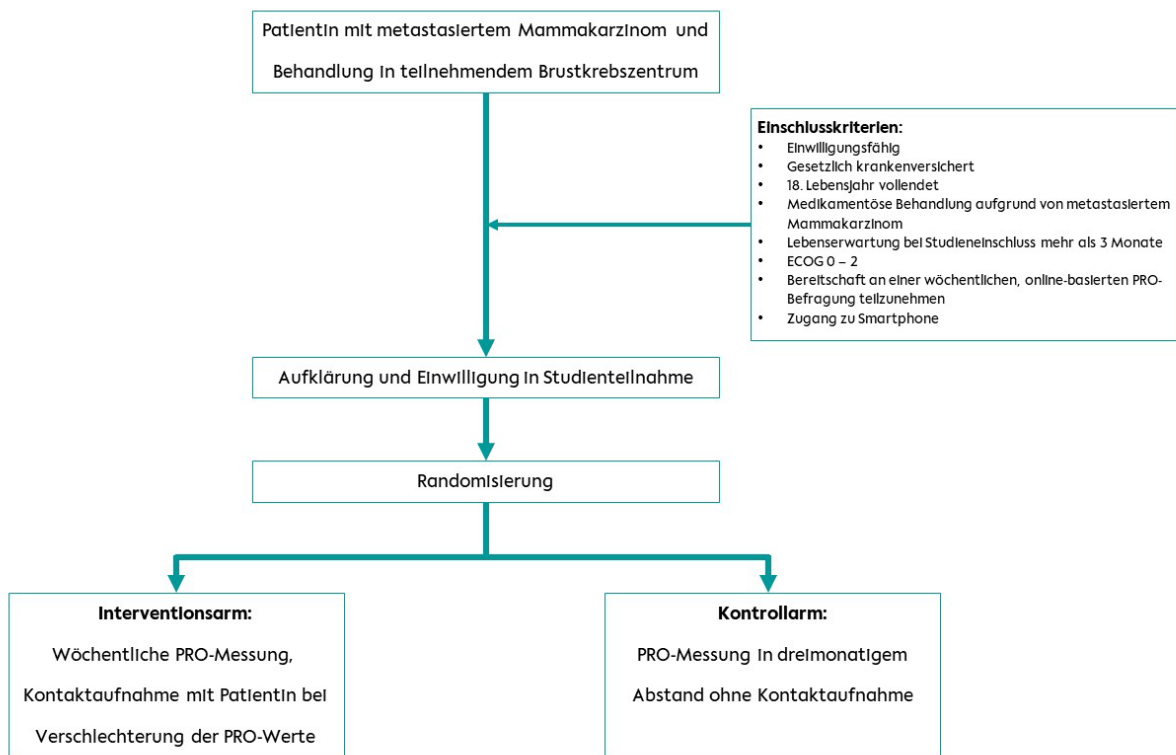 Patientin mit metastasiertem Mammakarzinom und
Behandlung in teilnehmendem Brustkrebszentrum
Einschlusskriterien:
• Einwilligungsfähig
• Gesetzlich krankenversichert
• 18. Lebensjahr vollendet
• Medikamentöse Behandlung aufgrund von metastasiertem
Mammakarzinom
• Lebenserwartung bei Studieneinschluss mehr als 3 Monate
• ECOG 0 – 2
• Bereitschaft an einer wöchentlichen, online-basierten PRO-
Befragung teilzunehmen
• Zugang zu Smartphone
Aufklärung und Einwilligung in Studienteilnahme
Randomisierung
Interventionsarm:
Wöchentliche PRO-Messung,
Kontaktaufnahme mit Patientin bei
Verschlechterung der PRO-Werte
Kontrollarm:
PRO-Messung in dreimonatigem
Abstand ohne Kontaktaufnahme